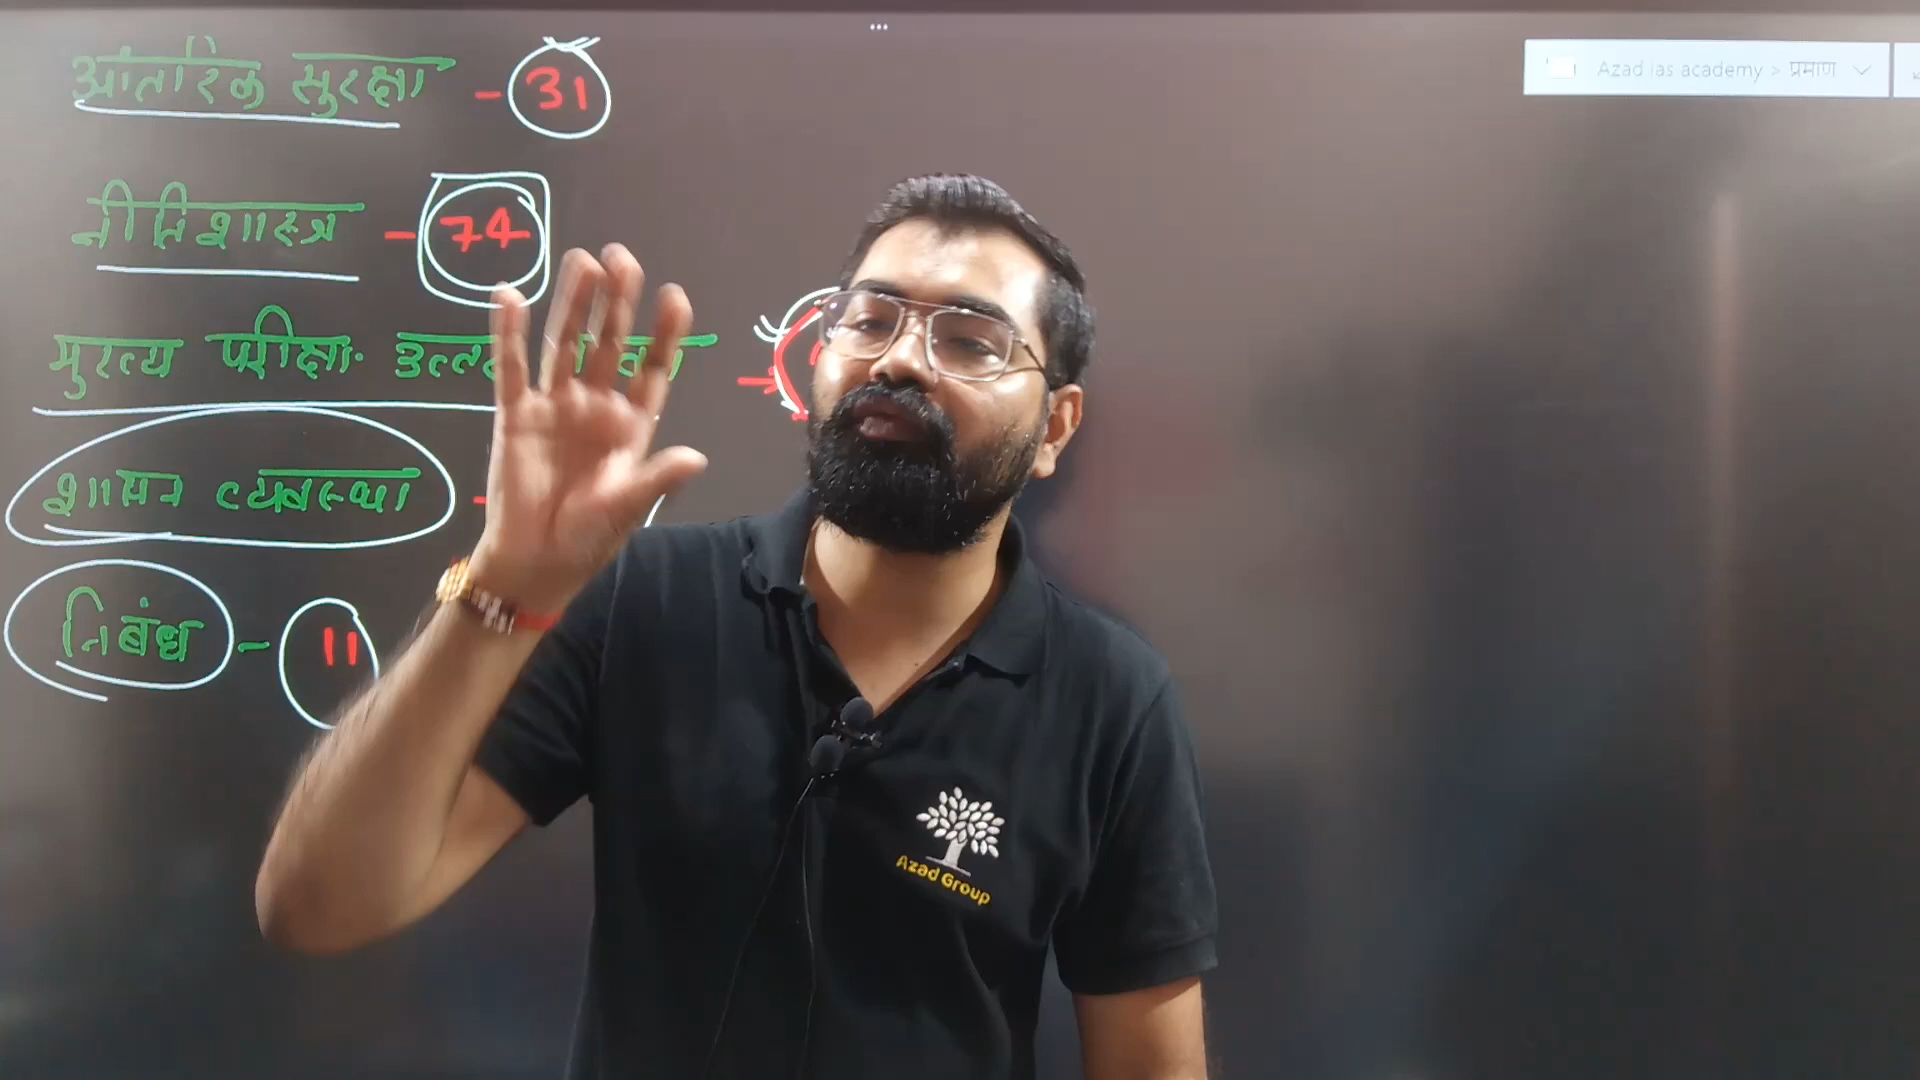 Azad ias academy > प्रमाण
आंतरिक सुरक्षा - 31
नीतिशास्त्र - 74
मुख्य परीक्षा
शासन व्यवस्था -
निबंध - 11
Azad Group